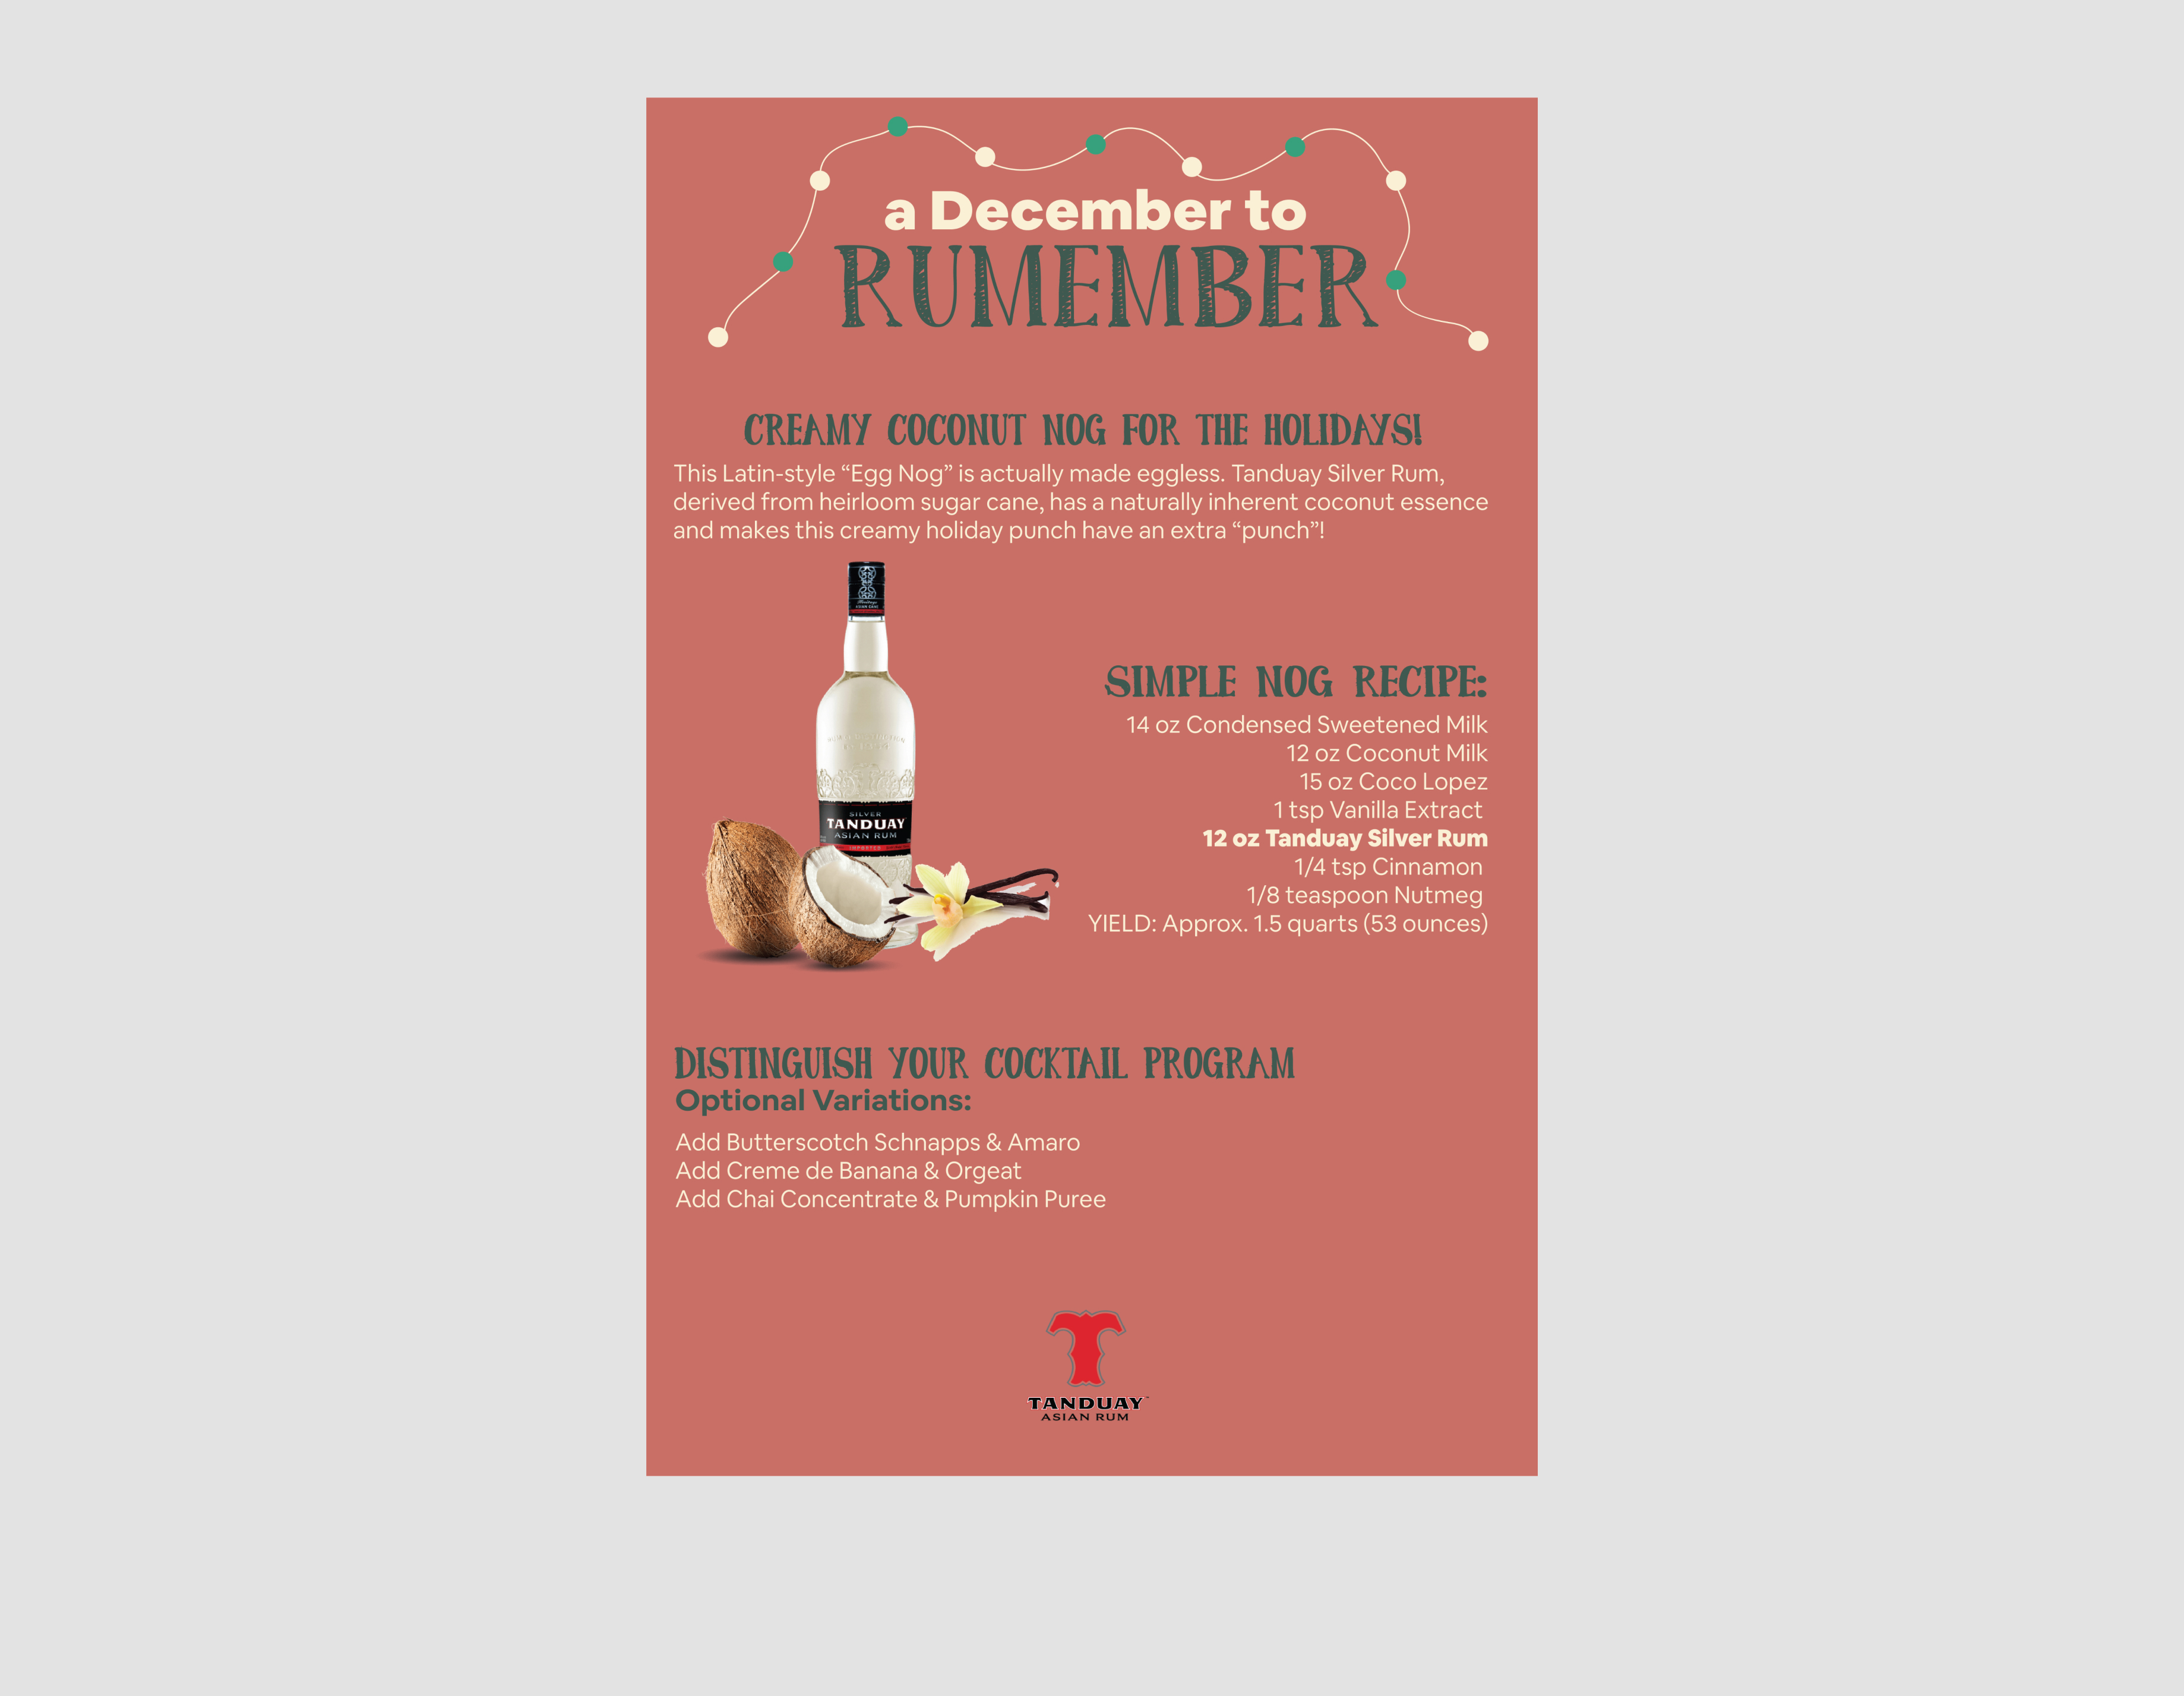 a December to
RUMEMBER
CREAMY COCONUT NOG FOR THE HOLIDAYS!
This Latin-style “Egg Nog” is actually made eggless. Tanduay Silver Rum,
derived from heirloom sugar cane, has a naturally inherent coconut essence
and makes this creamy holiday punch have an extra “punch”!
SILVER
TANDUAY
ASIAN RUM
IMPORTED
SIMPLE NOG RECIPE:
14 oz Condensed Sweetened Milk
12 oz Coconut Milk
15 oz Coco Lopez
1 tsp Vanilla Extract
12 oz Tanduay Silver Rum
1/4 tsp Cinnamon
1/8 teaspoon Nutmeg
YIELD: Approx. 1.5 quarts (53 ounces)
DISTINGUISH YOUR COCKTAIL PROGRAM
Optional Variations:
Add Butterscotch Schnapps & Amaro
Add Creme de Banana & Orgeat
Add Chai Concentrate & Pumpkin Puree
TANDUAY™
ASIAN RUM